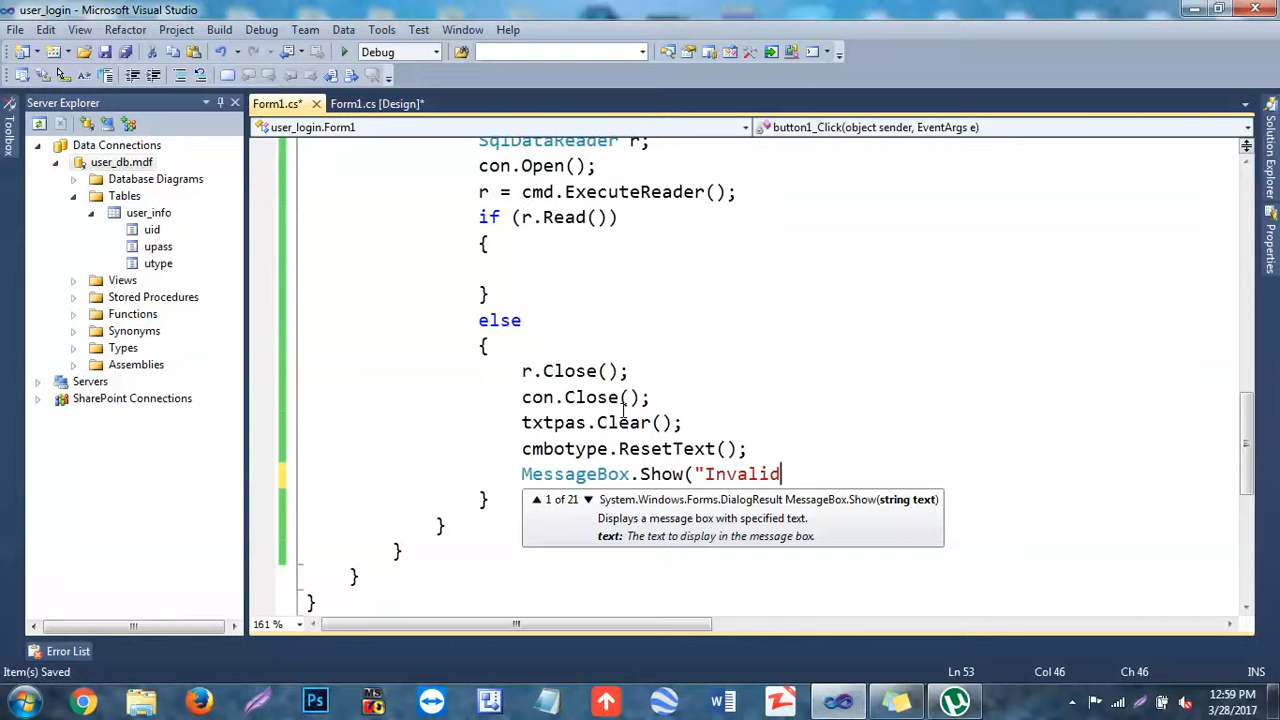 user_login - Microsoft Visual Studio
File Edit View Refactor Project Build Debug Team Data Tools Test Window Help
Debug
Server Explorer
Form1.cs*
Form1.cs [Design]*
Toolbox
Solution Explorer
Properties
user_login.Form1
button1_Click(object sender, EventArgs e)
Data Connections
user_db.mdf
Database Diagrams
Tables
user_info
uid
upass
utype
Views
Stored Procedures
Functions
Synonyms
Types
Assemblies
Servers
SharePoint Connections
SqlDataReader r;
con.Open();
r = cmd.ExecuteReader();
if (r.Read())
{
}
else
{
r.Close();
con.Close();
txtpas.Clear();
cmbotype.ResetText();
MessageBox.Show("Invalid
}
1 of 21 System.Windows.Forms.DialogResult MessageBox.Show(string text)
Displays a message box with specified text.
text: The text to display in the message box.
}
}
}
}
161 %
Error List
Item(s) Saved
Ln 53
Col 46
Ch 46
INS
Ps
MS
W
12:59 PM
3/28/2017